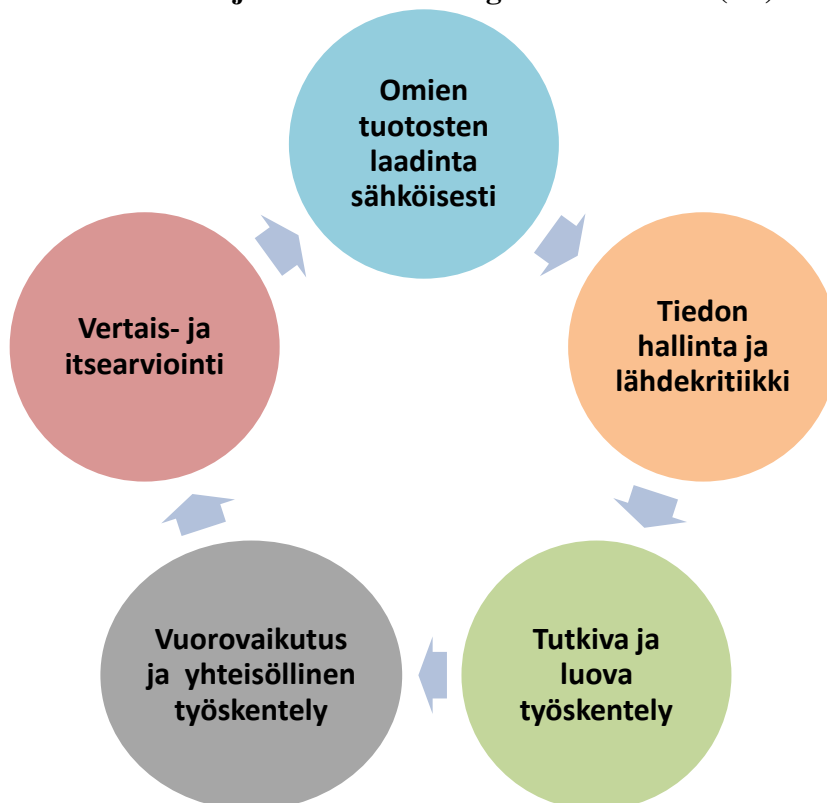 Omien
tuotosten
laadinta
sähköisesti
Tiedon
hallinta ja
lähdekritiikki
Tutkiva ja
luova
työskentely
Vuorovaikutus
ja yhteisöllinen
työskentely
Vertais- ja
itsearviointi